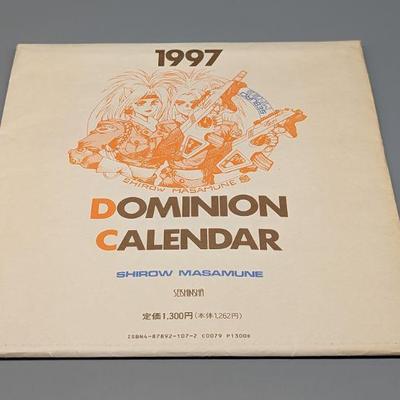 1997
SHIROW MASAMUNE
DOMINION
CALENDAR
SHIROW MASAMUNE
SEISHINSHA
定価1,300円(本体1,262円)
ISBN4-87892-107-2 C0079 P1300E